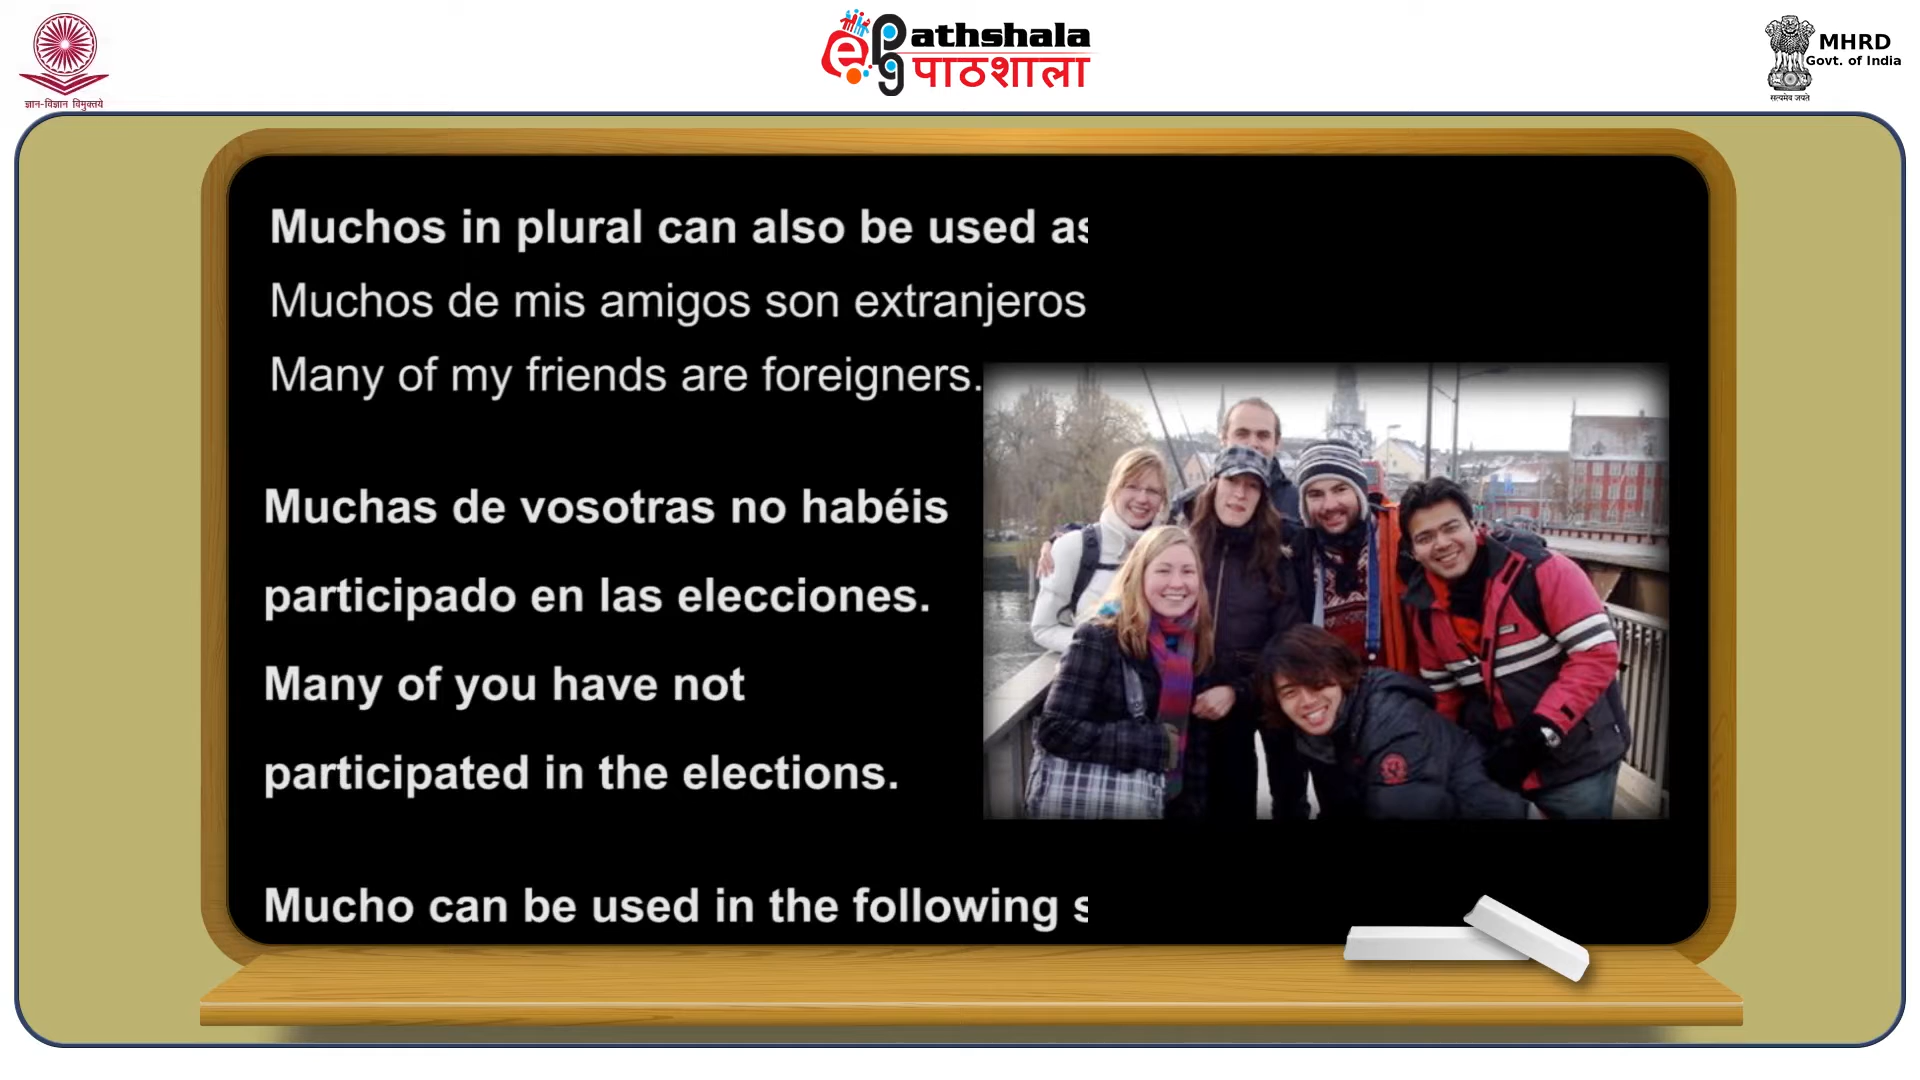 ज्ञान-विज्ञान विमुक्तये
ePathshala
पाठशाला
सत्यमेव जयते
MHRD
Govt. of India
Muchos in plural can also be used as
Muchos de mis amigos son extranjeros
Many of my friends are foreigners.
Muchas de vosotras no habéis
participado en las elecciones.
Many of you have not
participated in the elections.
Mucho can be used in the following